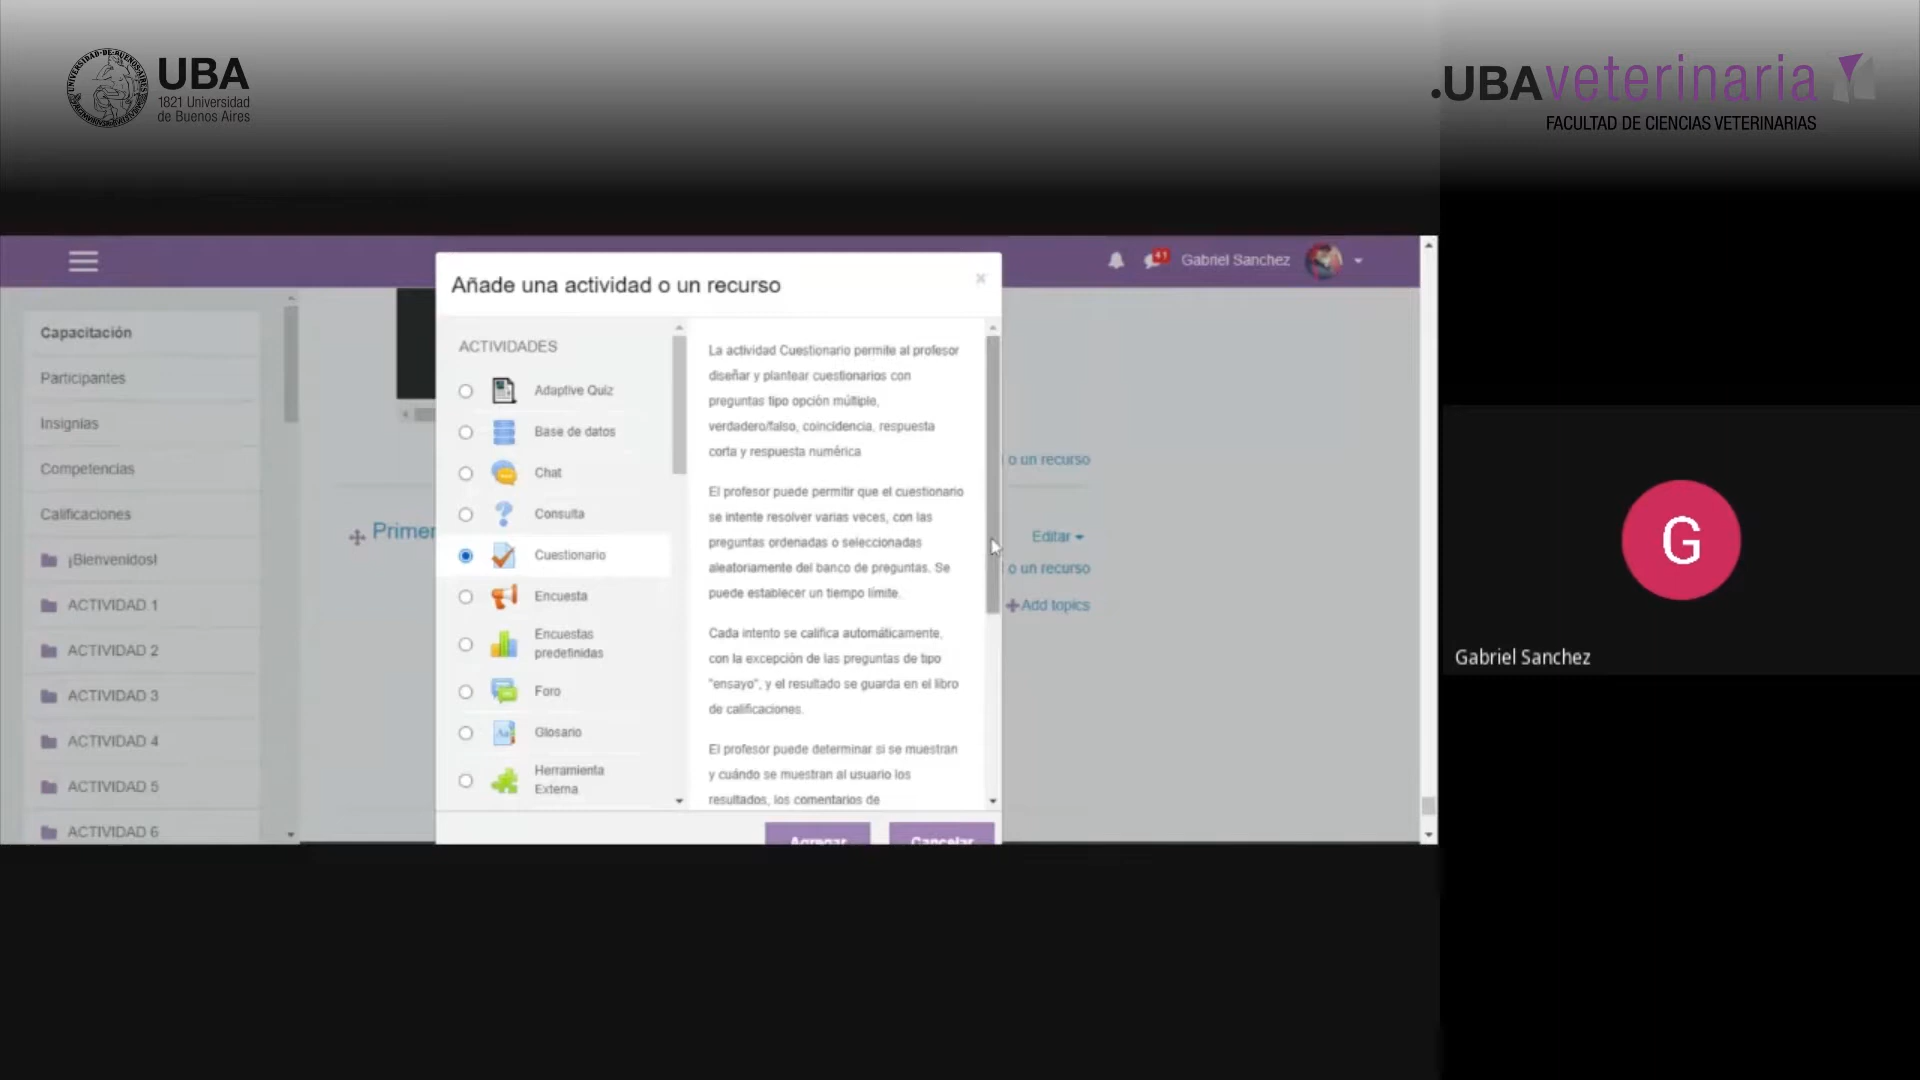 UBA
1821 Universidad
de Buenos Aires
.UBAveterinaria
FACULTAD DE CIENCIAS VETERINARIAS
41
Gabriel Sanchez
Añade una actividad o un recurso
Capacitación
Participantes
Insignias
Competencias
Calificaciones
¡Bienvenidos!
ACTIVIDAD 1
ACTIVIDAD 2
ACTIVIDAD 3
ACTIVIDAD 4
ACTIVIDAD 5
ACTIVIDAD 6
Primer
ACTIVIDADES
Adaptive Quiz
Base de datos
Chat
Consulta
Cuestionario
Encuesta
Encuestas
predefinidas
Foro
Glosario
Herramienta
Externa
La actividad Cuestionario permite al profesor
diseñar y plantear cuestionarios con
preguntas tipo opción múltiple,
verdadero/falso, coincidencia, respuesta
corta y respuesta numérica
El profesor puede permitir que el cuestionario
se intente resolver varias veces, con las
preguntas ordenadas o seleccionadas
aleatoriamente del banco de preguntas. Se
puede establecer un tiempo límite.
Cada intento se califica automáticamente,
con la excepción de las preguntas de tipo
"ensayo", y el resultado se guarda en el libro
de calificaciones.
El profesor puede determinar si se muestran
y cuándo se muestran al usuario los
resultados, los comentarios de
Agregar
Cancelar
o un recurso
Editar
o un recurso
Add topics
G
Gabriel Sanchez